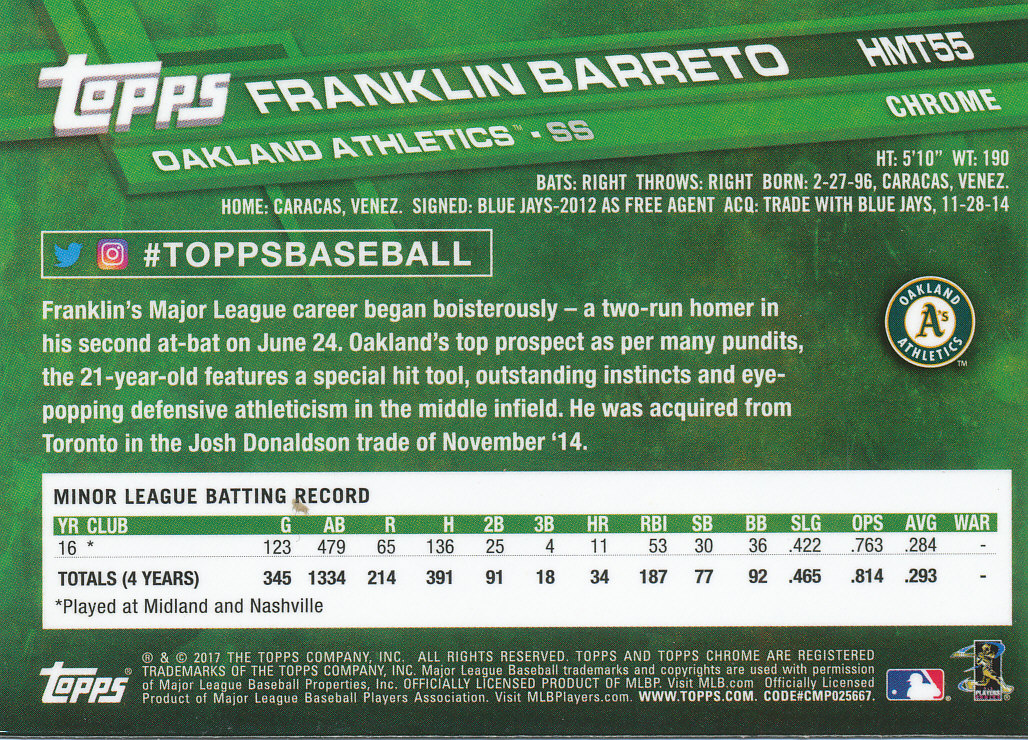 TOPPS FRANKLIN BARRETO HMT55
OAKLAND ATHLETICS™ • SS CHROME
HT: 5'10" WT: 190
BATS: RIGHT THROWS: RIGHT BORN: 2-27-96, CARACAS, VENEZ.
HOME: CARACAS, VENEZ. SIGNED: BLUE JAYS-2012 AS FREE AGENT ACQ: TRADE WITH BLUE JAYS, 11-28-14
#TOPPSBASEBALL
Franklin's Major League career began boisterously – a two-run homer in
his second at-bat on June 24. Oakland's top prospect as per many pundits,
the 21-year-old features a special hit tool, outstanding instincts and eye-
popping defensive athleticism in the middle infield. He was acquired from
Toronto in the Josh Donaldson trade of November '14.
OAKLAND
A's
ATHLETICS
™
MINOR LEAGUE BATTING RECORD
YR CLUB G AB R H 2B 3B HR RBI SB BB SLG OPS AVG WAR
16 * 123 479 65 136 25 4 11 53 30 36 .422 .763 .284 -
TOTALS (4 YEARS) 345 1334 214 391 91 18 34 187 77 92 .465 .814 .293 -
*Played at Midland and Nashville
TOPPS ®
® & © 2017 THE TOPPS COMPANY, INC. ALL RIGHTS RESERVED. TOPPS AND TOPPS CHROME ARE REGISTERED
TRADEMARKS OF THE TOPPS COMPANY, INC. Major League Baseball trademarks and copyrights are used with permission
of Major League Baseball Properties, Inc. OFFICIALLY LICENSED PRODUCT OF MLBP. Visit MLB.com Officially Licensed
Product of Major League Baseball Players Association. Visit MLBPlayers.com. WWW.TOPPS.COM. CODE#CMP025667.
PLAYERS